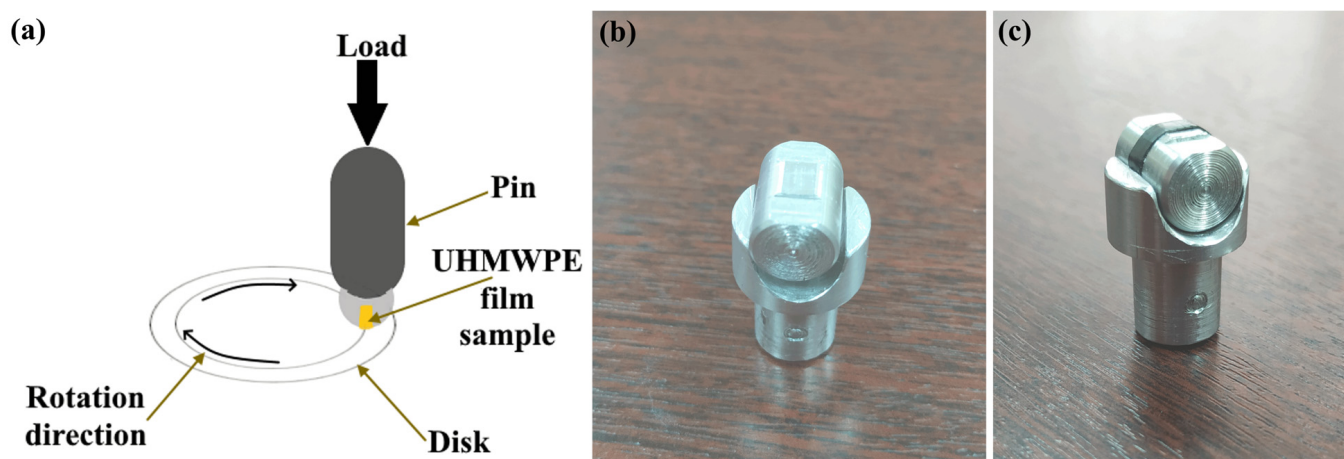 (a)
Load
Pin
UHMWPE
film
sample
Rotation
direction
Disk
(b)
(c)